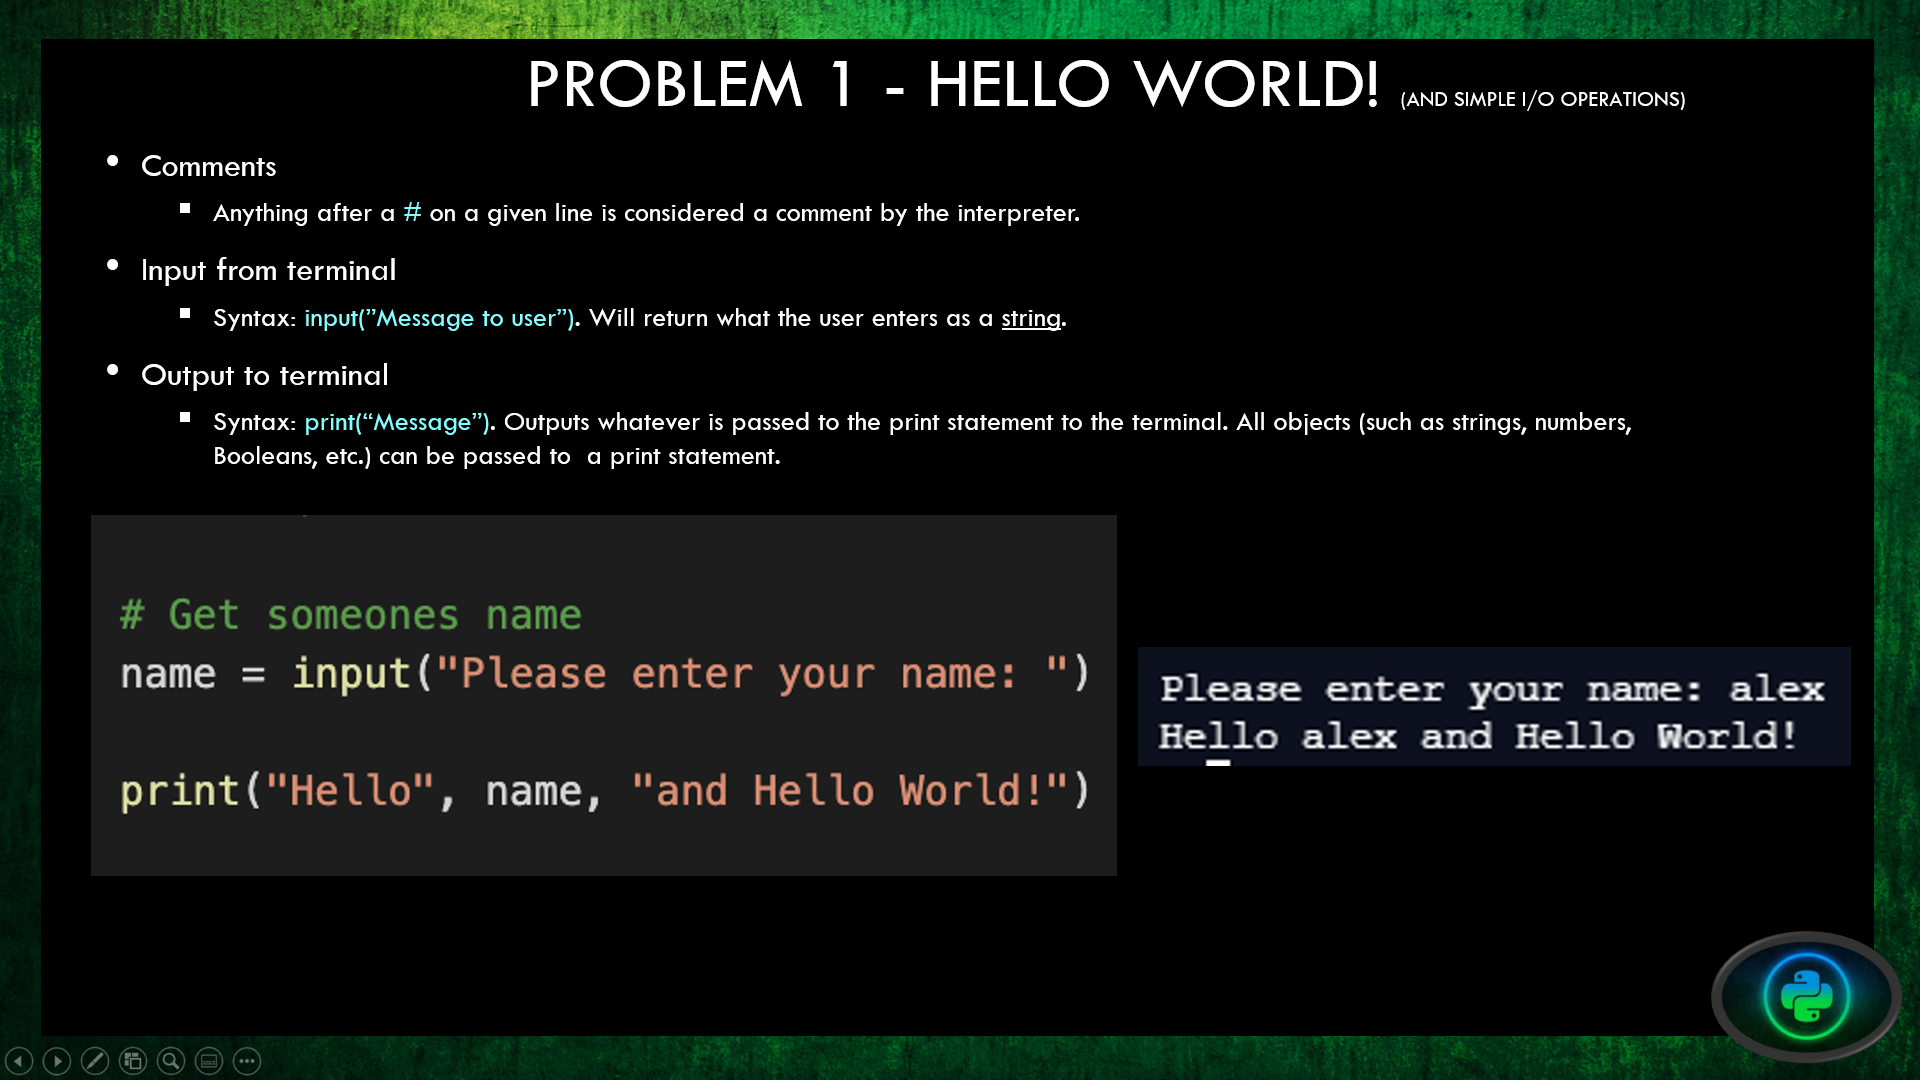 PROBLEM 1 - HELLO WORLD! (AND SIMPLE I/O OPERATIONS)
• Comments
▪ Anything after a # on a given line is considered a comment by the interpreter.
• Input from terminal
▪ Syntax: input(”Message to user”). Will return what the user enters as a string.
• Output to terminal
▪ Syntax: print(“Message”). Outputs whatever is passed to the print statement to the terminal. All objects (such as strings, numbers,
Booleans, etc.) can be passed to  a print statement.
# Get someones name
name = input("Please enter your name: ")
print("Hello", name, "and Hello World!")
Please enter your name: alex
Hello alex and Hello World!